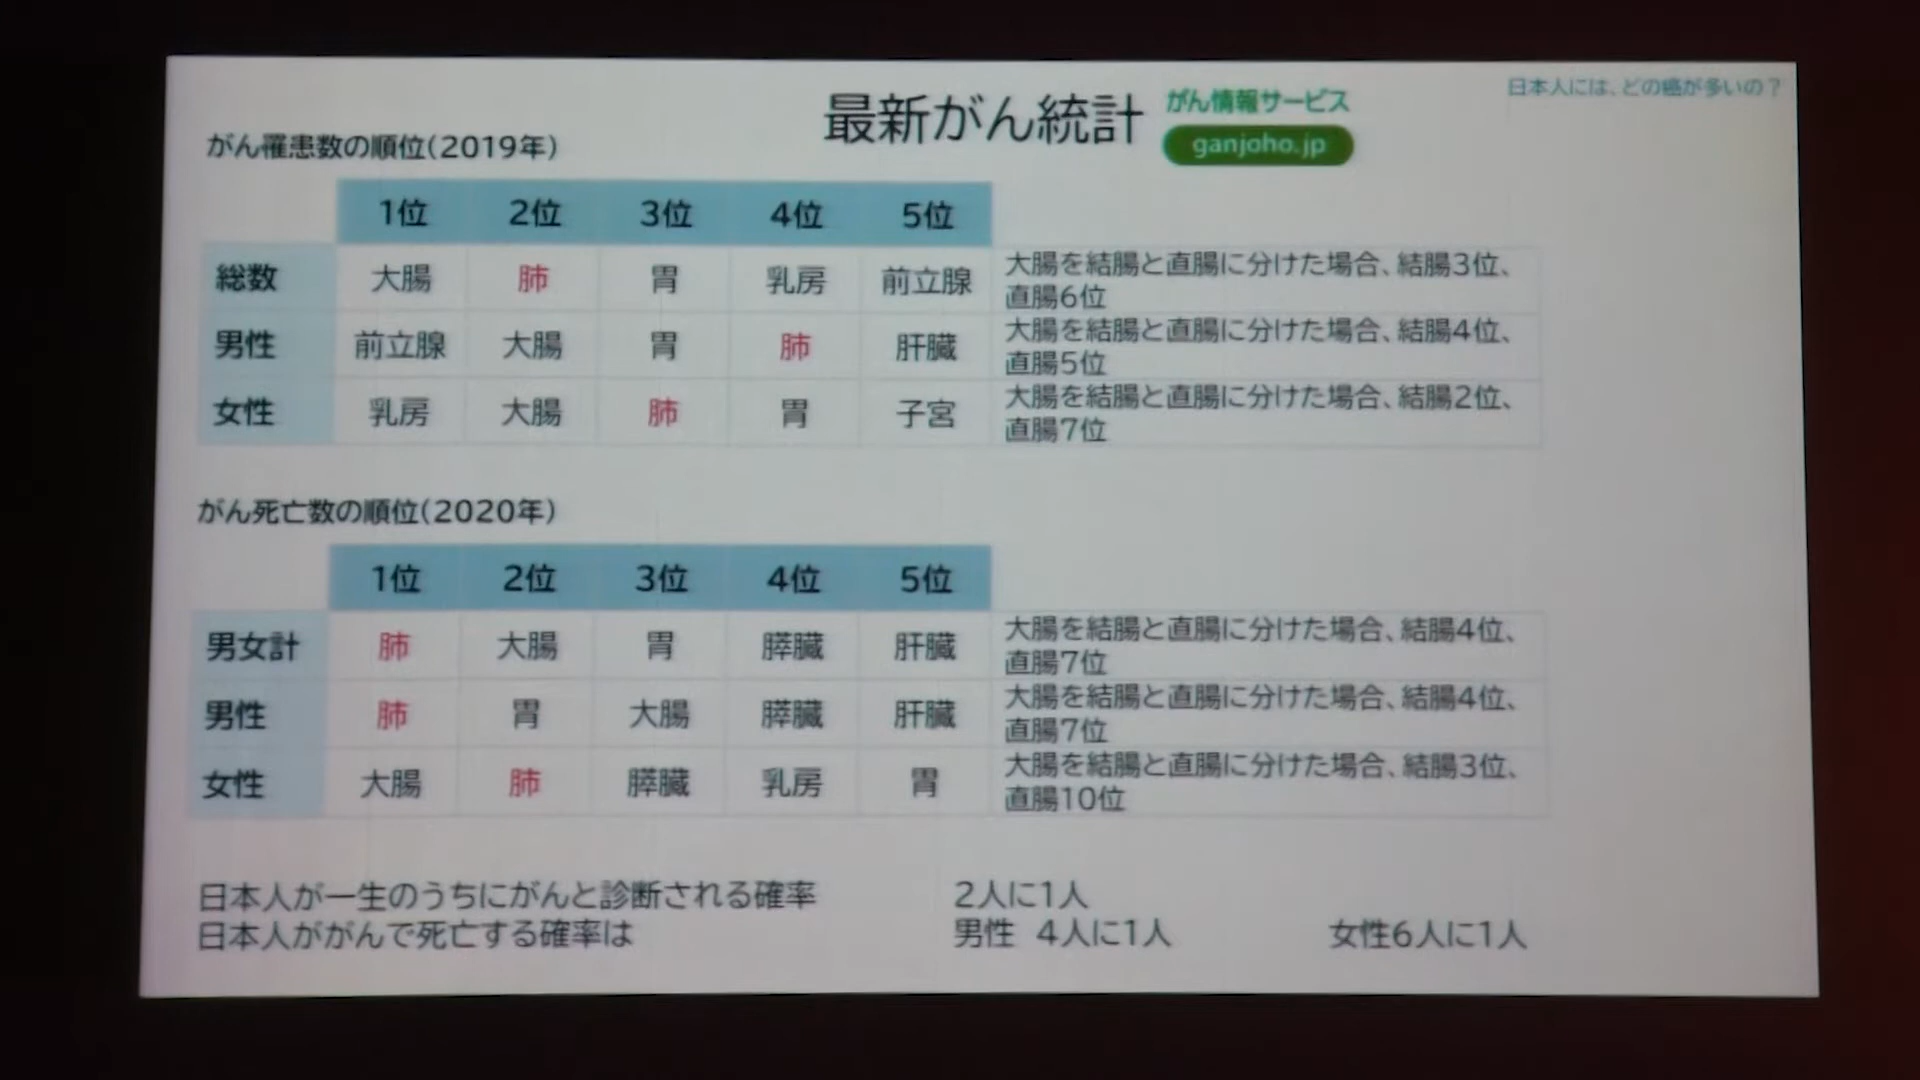 日本人には、どの癌が多いの？
最新がん統計
がん情報サービス
ganjoho.jp
がん罹患数の順位(2019年)
1位 2位 3位 4位 5位
総数 大腸 肺 胃 乳房 前立腺 大腸を結腸と直腸に分けた場合、結腸3位、
直腸6位
男性 前立腺 大腸 胃 肺 肝臓 大腸を結腸と直腸に分けた場合、結腸4位、
直腸5位
女性 乳房 大腸 肺 胃 子宮 大腸を結腸と直腸に分けた場合、結腸2位、
直腸7位
がん死亡数の順位(2020年)
1位 2位 3位 4位 5位
男女計 肺 大腸 胃 膵臓 肝臓 大腸を結腸と直腸に分けた場合、結腸4位、
直腸7位
男性 肺 胃 大腸 膵臓 肝臓 大腸を結腸と直腸に分けた場合、結腸4位、
直腸7位
女性 大腸 肺 膵臓 乳房 胃 大腸を結腸と直腸に分けた場合、結腸3位、
直腸10位
日本人が一生のうちにがんと診断される確率 2人に1人
日本人ががんで死亡する確率は 男性 4人に1人 女性6人に1人